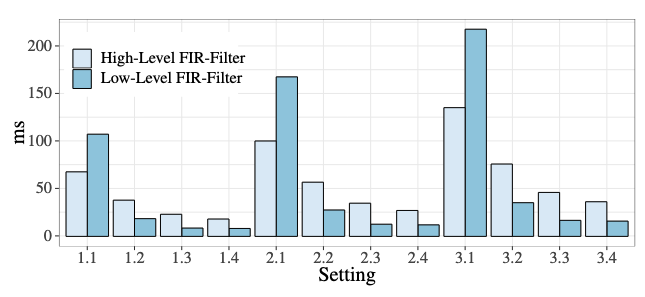 200
150
100
50
0
ms
High-Level FIR-Filter
Low-Level FIR-Filter
1.1 1.2 1.3 1.4 2.1 2.2 2.3 2.4 3.1 3.2 3.3 3.4
Setting